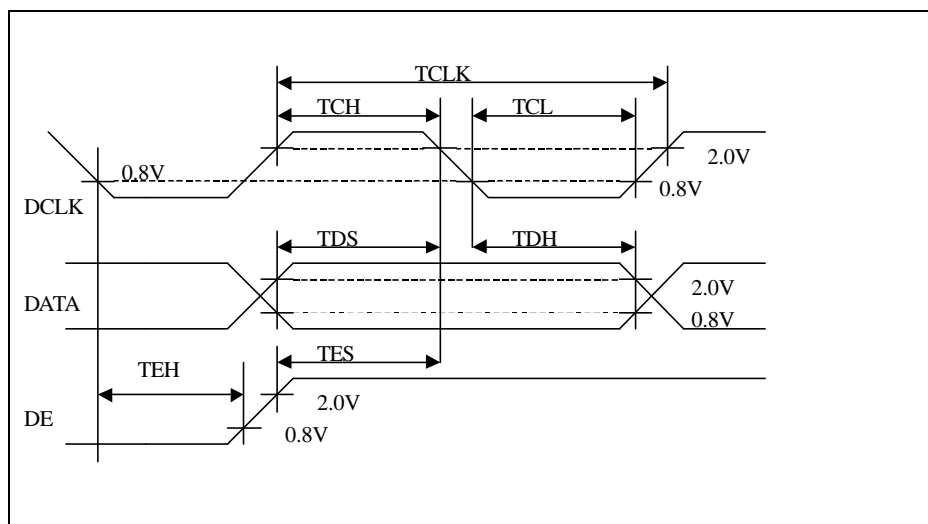 TCLK
TCH
TCL
0.8V
2.0V
0.8V
DCLK
TDS
TDH
DATA
2.0V
0.8V
TEH
TES
DE
2.0V
0.8V